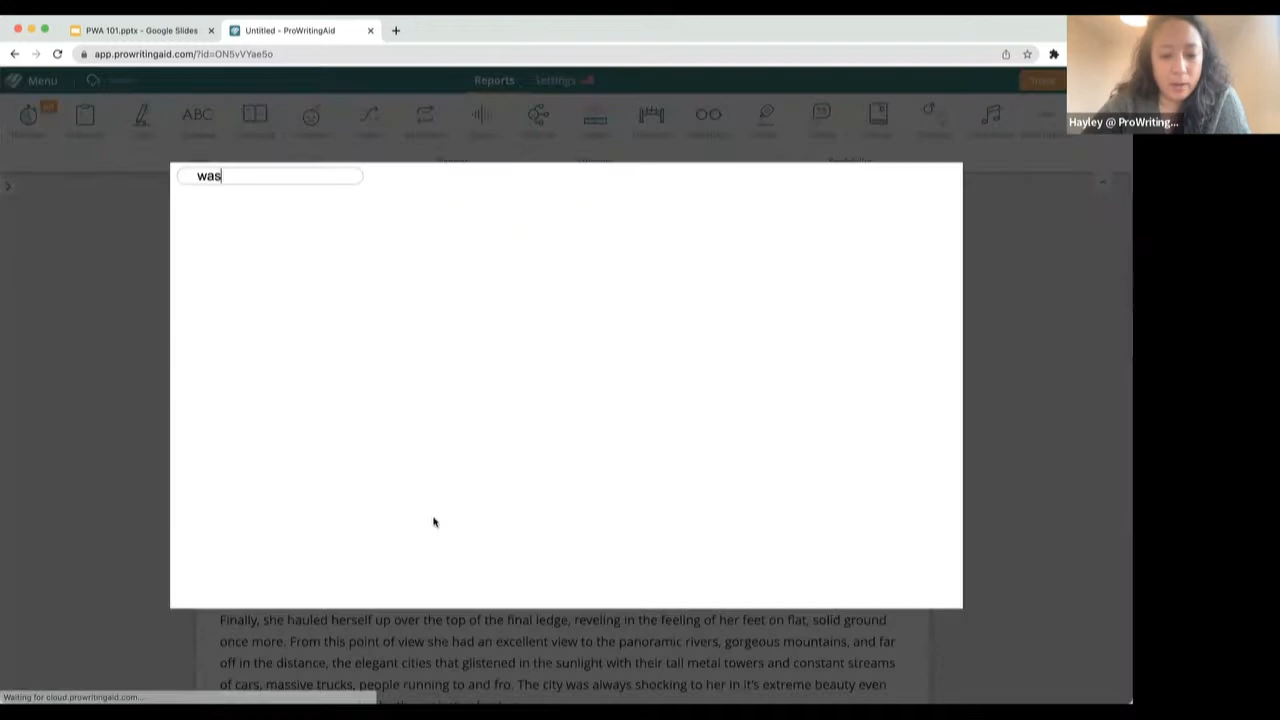 PWA 101.pptx - Google Slides
Untitled - ProWritingAid
app.prowritingaid.com/?id=ON5vVYae5o
Menu
Reports
Settings
ABC
Hayley @ ProWriting...
was
Finally, she hauled herself up over the top of the final ledge, reveling in the feeling of her feet on flat, solid ground
once more. From this point of view she had an excellent view to the panoramic rivers, gorgeous mountains, and far
off in the distance, the elegant cities that glistened in the sunlight with their tall metal towers and constant streams
of cars, massive trucks, people running to and fro. The city was always shocking to her in it's extreme beauty even
Waiting for cloud.prowritingaid.com...